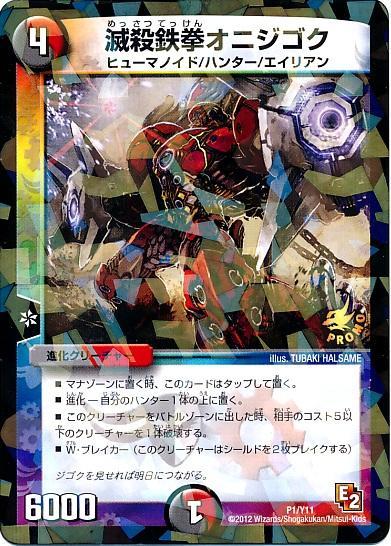 めっさつてっけん
4
滅殺鉄拳オニジゴク
ヒューマノイド/ハンター/エイリアン
PROMO
illus. TUBAKI HALSAME
進化クリーチャー
■ マナゾーンに置く時、このカードはタップして置く。
■ 進化－自分のハンター1体の上に置く。
■ このクリーチャーをバトルゾーンに出した時、相手のコスト5以
下のクリーチャーを1体破壊する。
■ W・ブレイカー (このクリーチャーはシールドを2枚ブレイクする)
ジゴクを見せれば明日につながる。
6000
1
P1/Y11
E2
©2012 Wizards/Shogakukan/Mitsui-Kids